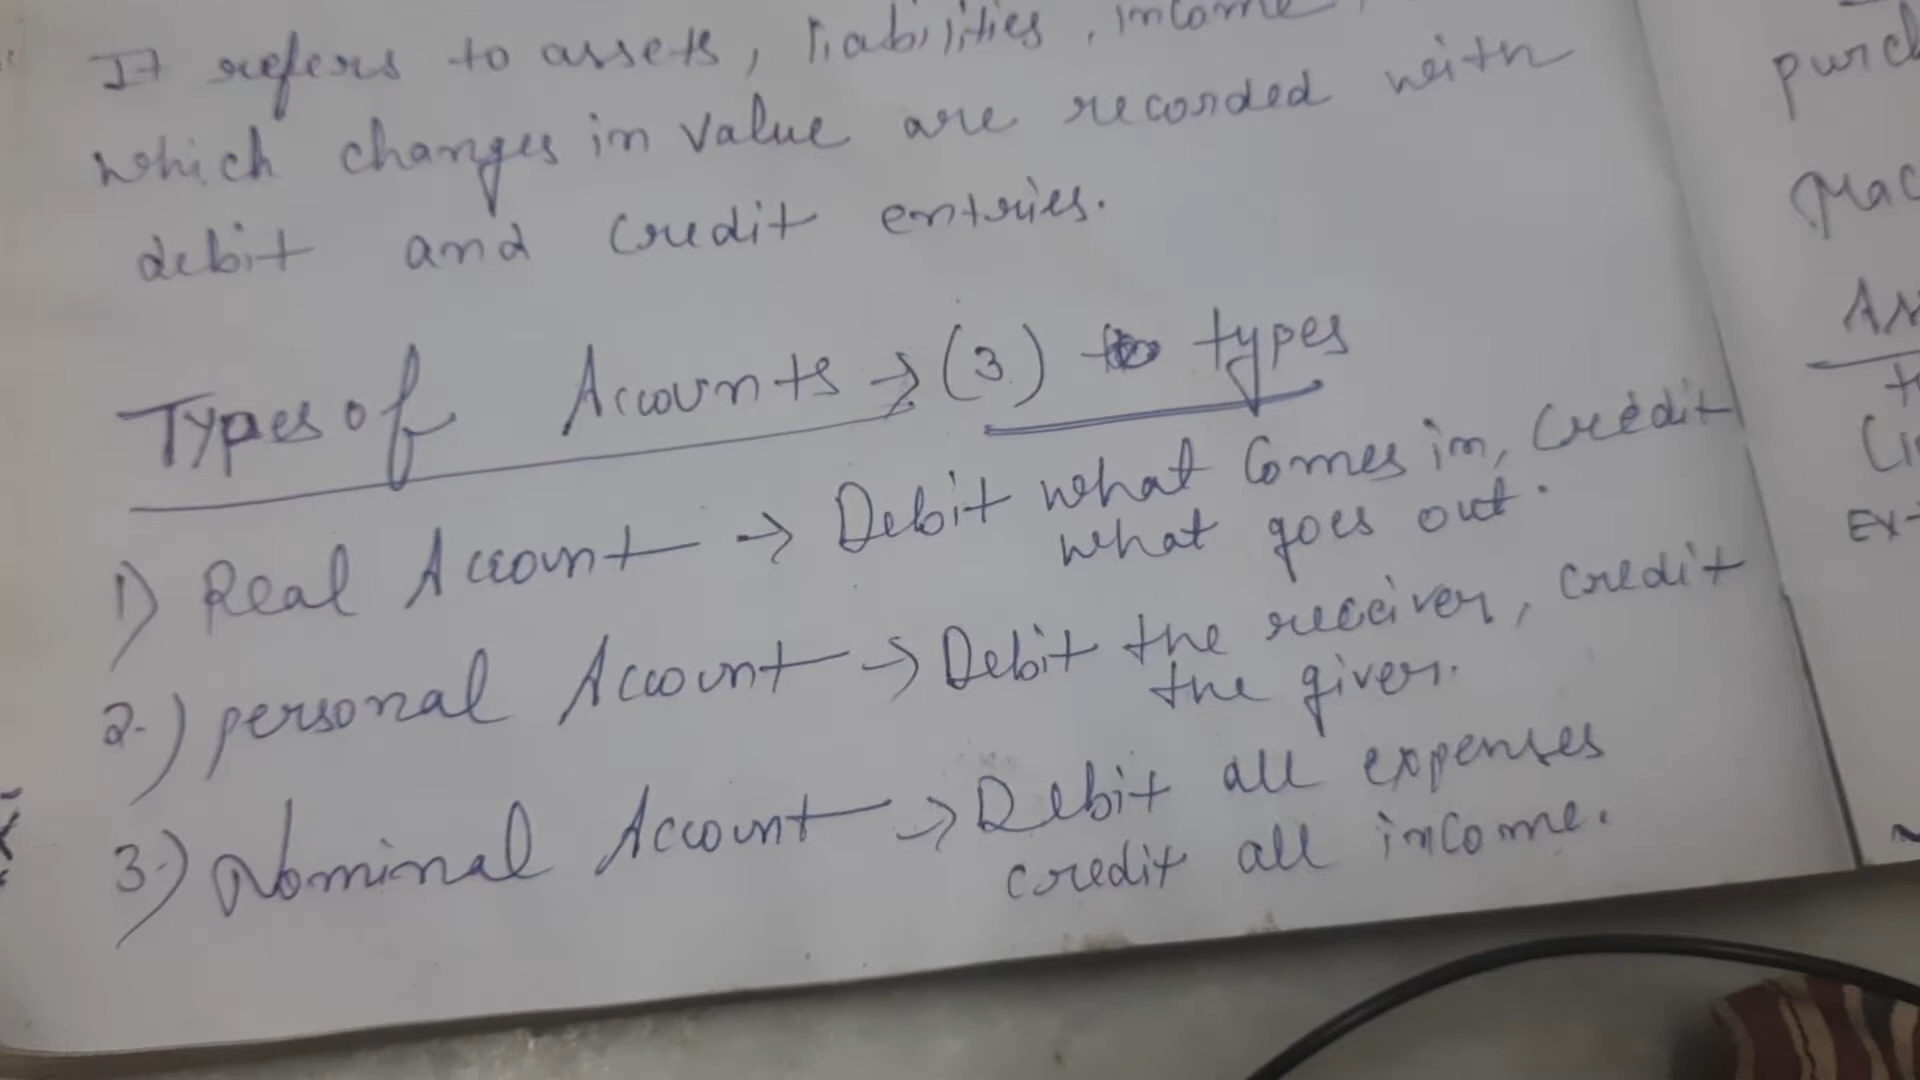 It refers to assets, liabilities, income,
which changes in value are recorded with
debit and credit entries.
Types of Accounts → (3) types
1) Real Account → Debit what Comes in, Credit
what goes out.
2.) personal Account → Debit the receiver, credit
the giver.
3.) Nominal Account → Debit all expenses
credit all income.
Ex-